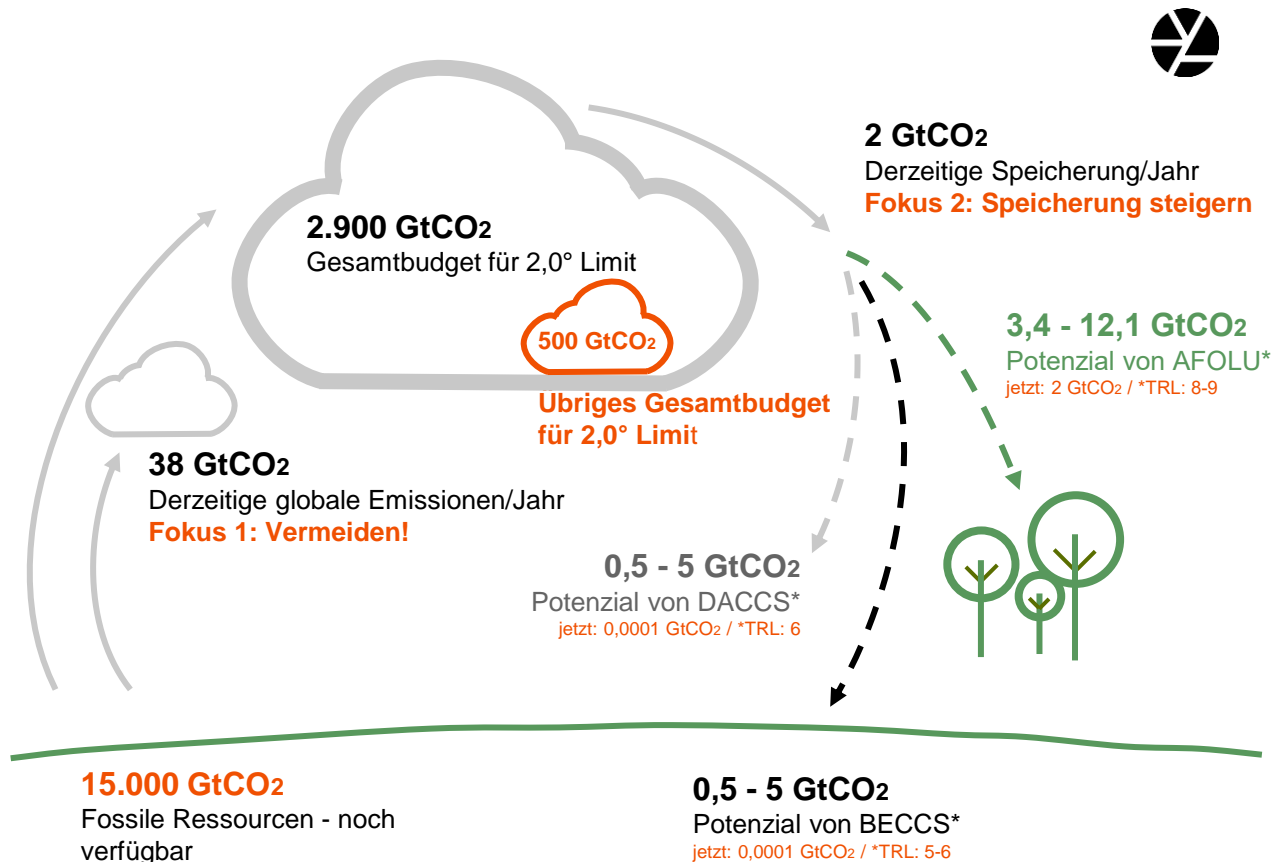 2 GtCO2
Derzeitige Speicherung/Jahr
Fokus 2: Speicherung steigern
2.900 GtCO2
Gesamtbudget für 2,0° Limit
500 GtCO2
Übriges Gesamtbudget
für 2,0° Limit
3,4 - 12,1 GtCO2
Potenzial von AFOLU*
jetzt: 2 GtCO2 / *TRL: 8-9
38 GtCO2
Derzeitige globale Emissionen/Jahr
Fokus 1: Vermeiden!
0,5 - 5 GtCO2
Potenzial von DACCS*
jetzt: 0,0001 GtCO2 / *TRL: 6
15.000 GtCO2
Fossile Ressourcen - noch
verfügbar
0,5 - 5 GtCO2
Potenzial von BECCS*
jetzt: 0,0001 GtCO2 / *TRL: 5-6